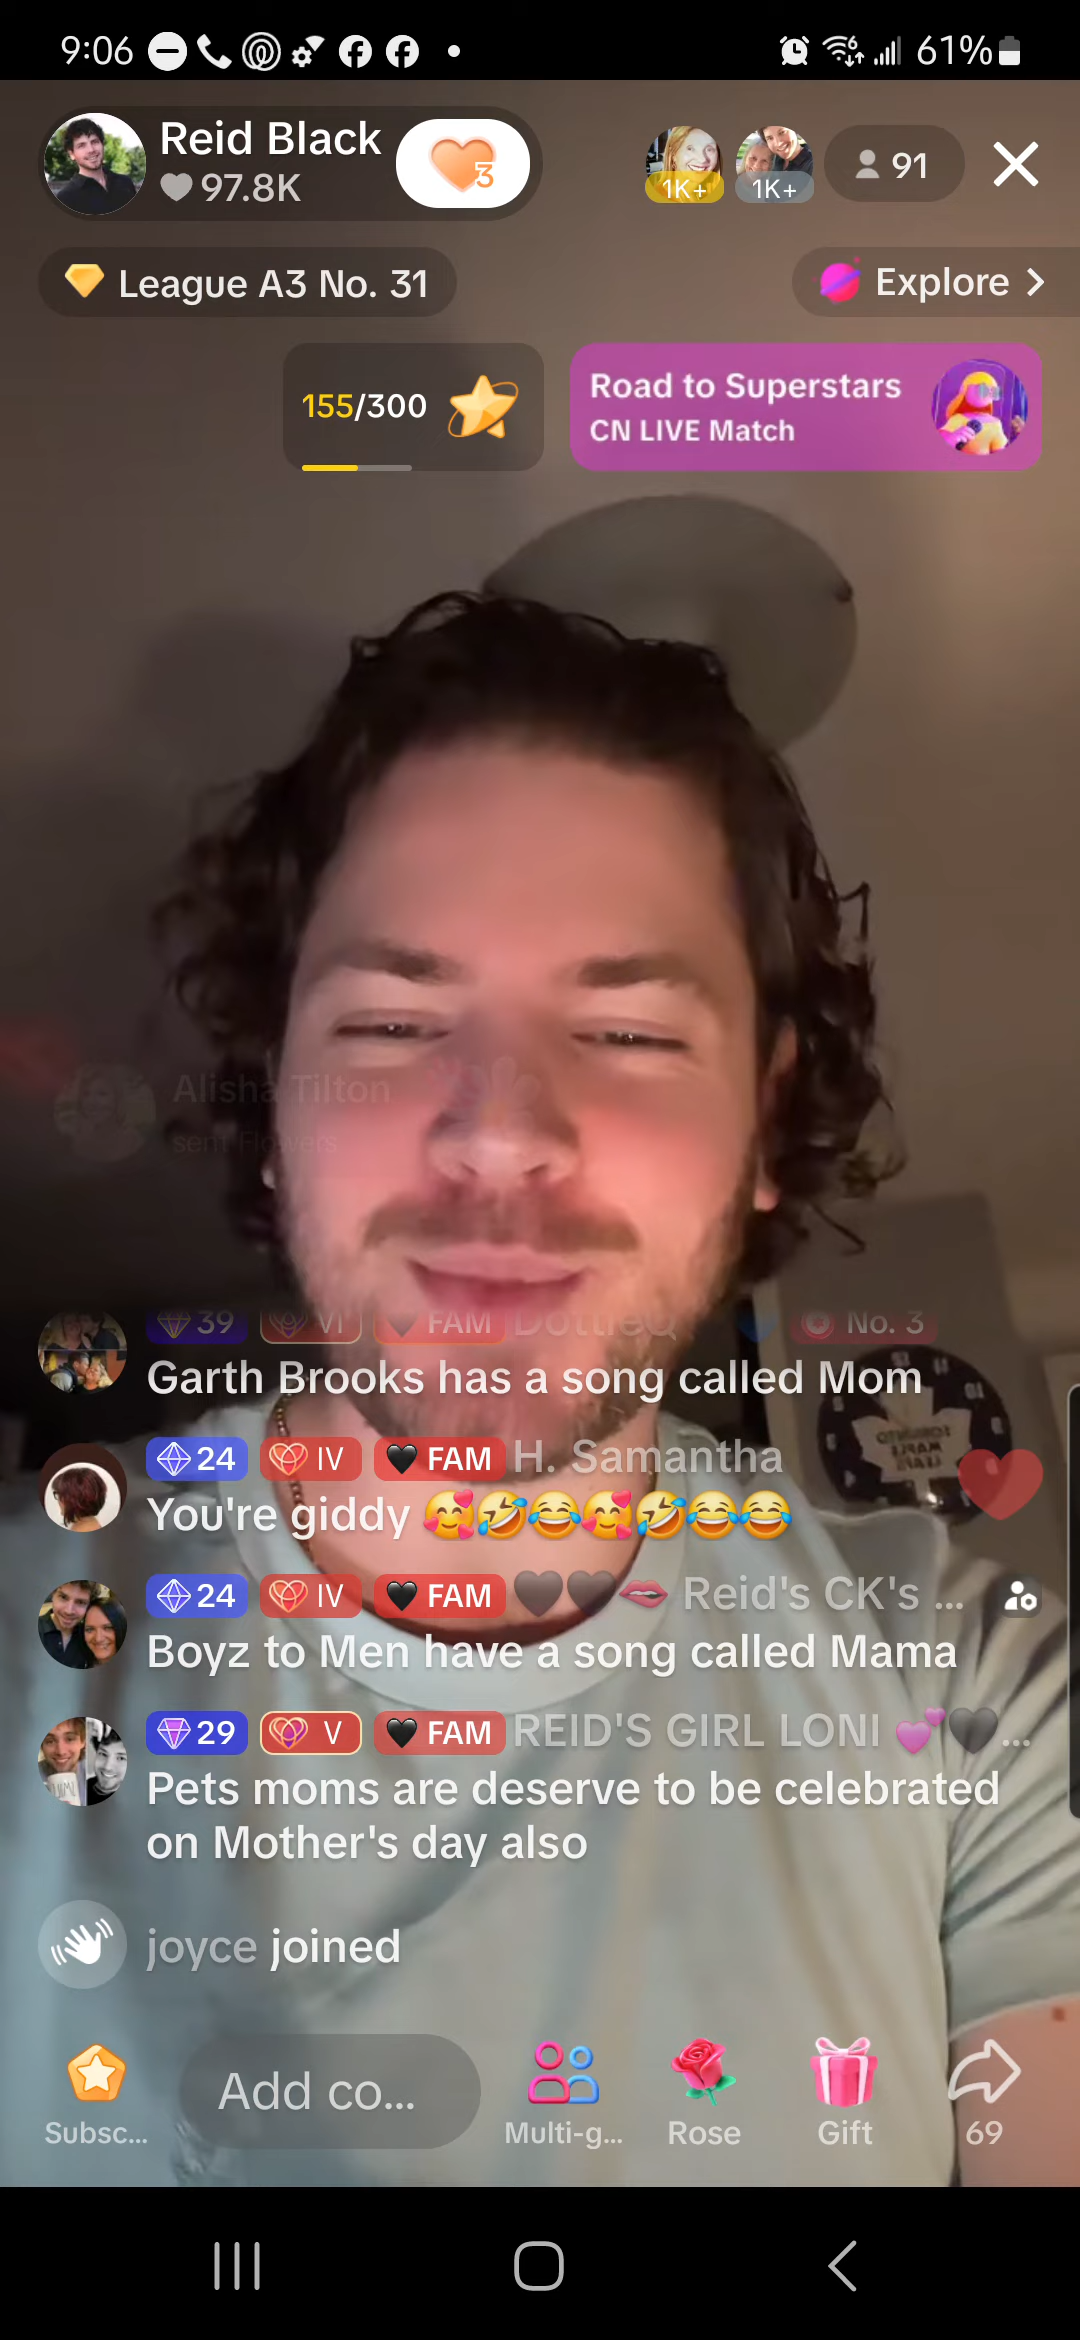 9:06
61%
Reid Black
97.8K
3
1K+
1K+
91
League A3 No. 31
Explore >
155/300
Road to Superstars
CN LIVE Match
Alisha Tilton
sent Flowers
39 VI FAM DottieQ No. 3
Garth Brooks has a song called Mom
24 IV FAM H. Samantha
You're giddy 🥰🤣😂🥰🤣😂😂
24 IV FAM 🖤🖤🫦 Reid's CK's ...
Boyz to Men have a song called Mama
29 V FAM REID'S GIRL LONI 💕🖤...
Pets moms are deserve to be celebrated
on Mother's day also
joyce joined
Subsc...
Add co...
Multi-g...
Rose
Gift
69